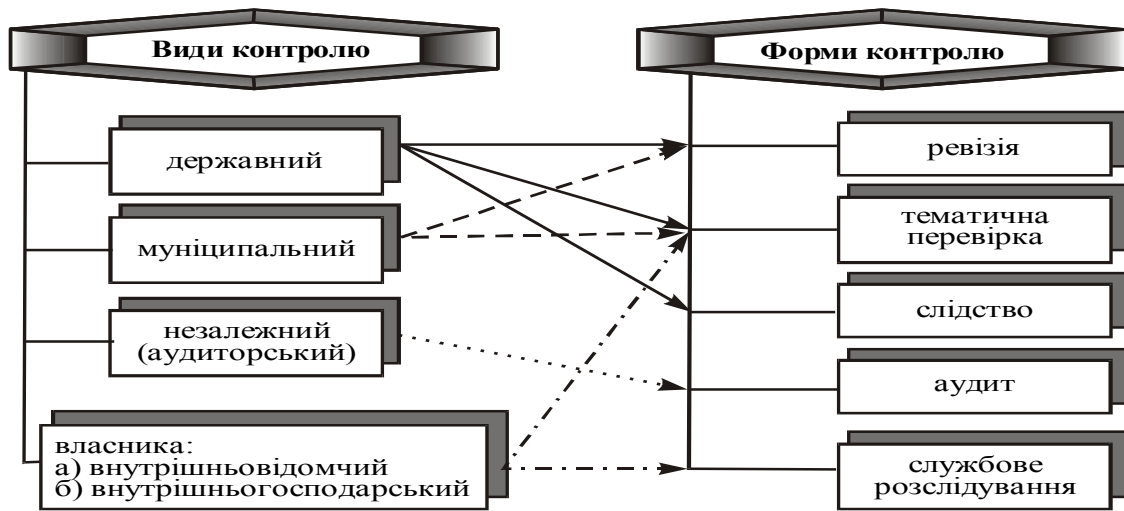 Види контролю
державний
муніципальний
незалежний
(аудиторський)
власника:
а) внутрішньовідомчий
б) внутрішньогосподарський
Форми контролю
ревізія
тематична
перевірка
слідство
аудит
службове
розслідування